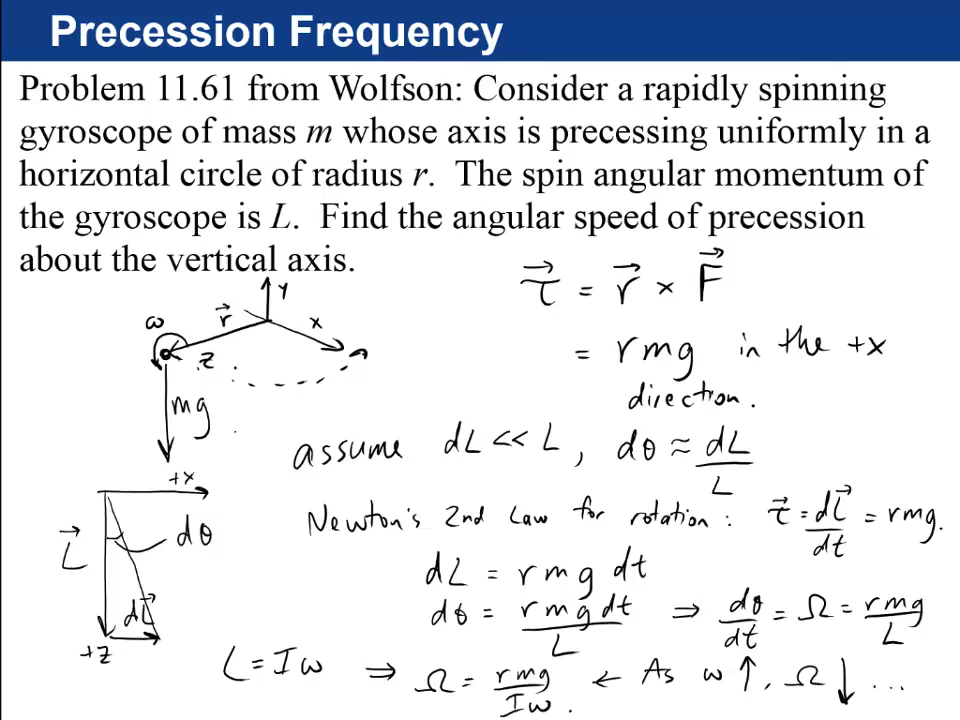 Precession Frequency
Problem 11.61 from Wolfson: Consider a rapidly spinning
gyroscope of mass m whose axis is precessing uniformly in a
horizontal circle of radius r. The spin angular momentum of
the gyroscope is L. Find the angular speed of precession
about the vertical axis.
y
ω r⃗ x
z
mg
τ⃗ = r⃗ × F⃗
= rmg in the +x
direction.
assume dL << L, dθ ≈ dL/L
+x
L⃗ dθ
dL⃗
+z
Newton's 2nd Law for rotation: τ⃗ = dL⃗/dt = rmg.
dL = rmg dt
dθ = rmg dt/L ⇒ dθ/dt = Ω = rmg/L
L = Iω ⇒ Ω = rmg/Iω. ← As ω ↑, Ω ↓ ...